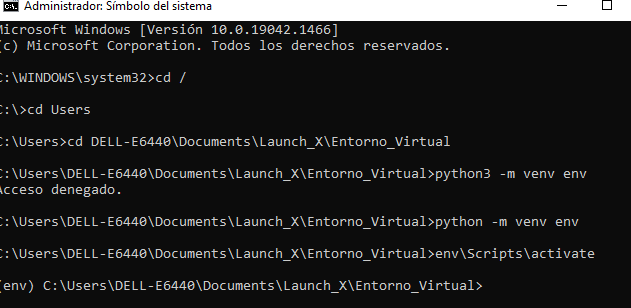 Administrador: Símbolo del sistema
Microsoft Windows [Versión 10.0.19042.1466]
(c) Microsoft Corporation. Todos los derechos reservados.
C:\WINDOWS\system32>cd /
C:\>cd Users
C:\Users>cd DELL-E6440\Documents\Launch_X\Entorno_Virtual
C:\Users\DELL-E6440\Documents\Launch_X\Entorno_Virtual>python3 -m venv env
Acceso denegado.
C:\Users\DELL-E6440\Documents\Launch_X\Entorno_Virtual>python -m venv env
C:\Users\DELL-E6440\Documents\Launch_X\Entorno_Virtual>env\Scripts\activate
(env) C:\Users\DELL-E6440\Documents\Launch_X\Entorno_Virtual>